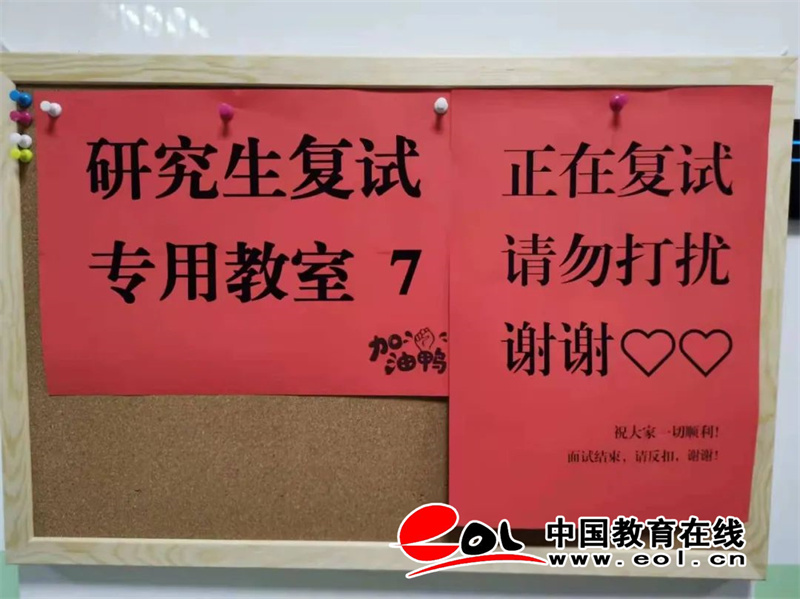 研究生复试
专用教室 7
加油鸭
正在复试
请勿打扰
谢谢♡♡
祝大家一切顺利!
面试结束,请反扣,谢谢!
eOL 中国教育在线
www.eol.cn